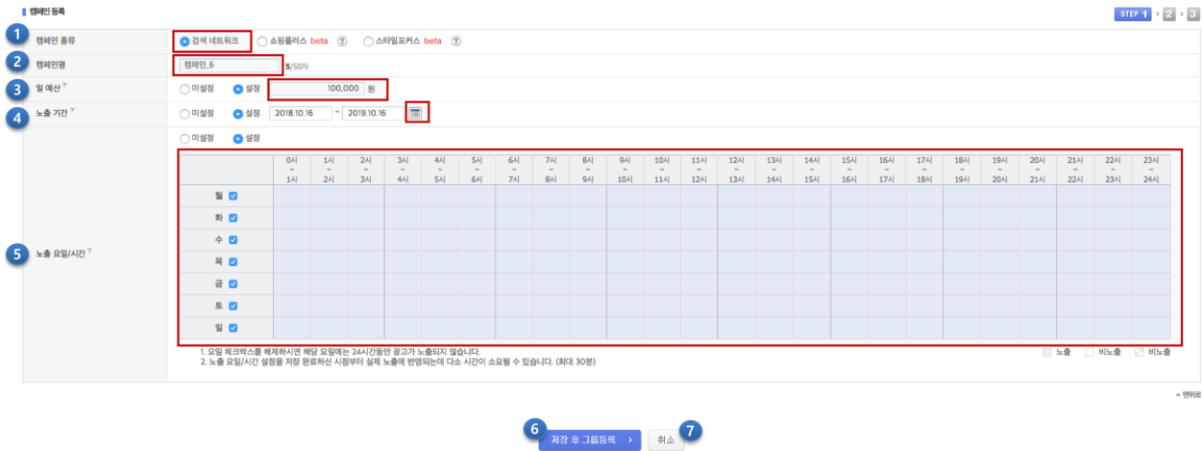 캠페인 등록
STEP 1 > 2 > 3
1 캠페인 종류 검색 네트워크 쇼핑플러스 beta ? 스타일포커스 beta ?
2 캠페인명 캠페인_6 5/50자
3 일 예산 ? 미설정 설정 100,000 원
4 노출 기간 ? 미설정 설정 2018.10.16 ~ 2019.10.16
미설정 설정
0시 1시 2시 3시 4시 5시 6시 7시 8시 9시 10시 11시 12시 13시 14시 15시 16시 17시 18시 19시 20시 21시 22시 23시
~ ~ ~ ~ ~ ~ ~ ~ ~ ~ ~ ~ ~ ~ ~ ~ ~ ~ ~ ~ ~ ~ ~ ~
1시 2시 3시 4시 5시 6시 7시 8시 9시 10시 11시 12시 13시 14시 15시 16시 17시 18시 19시 20시 21시 22시 23시 24시
월
화
수
목
5 노출 요일/시간 ?
금
토
일
1. 요일 체크박스를 해제하시면 해당 요일에는 24시간동안 광고가 노출되지 않습니다.
노출 비노출 비노출
2. 노출 요일/시간 설정을 저장 완료하신 시점부터 실제 노출에 반영되는데 다소 시간이 소요될 수 있습니다. (최대 30분)
^ 맨위로
6 저장 후 그룹등록 > 취소 7